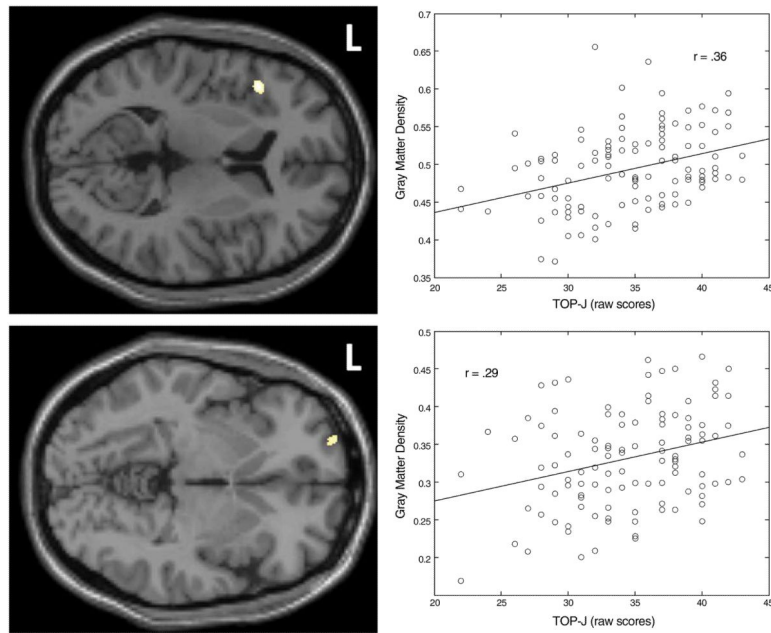 L
0.7
0.65
0.6
0.55
0.5
0.45
0.4
0.35
Gray Matter Density
r = .36
20 25 30 35 40 45
TOP-J (raw scores)
L
0.5
0.45
0.4
0.35
0.3
0.25
0.2
0.15
Gray Matter Density
r = .29
20 25 30 35 40 45
TOP-J (raw scores)